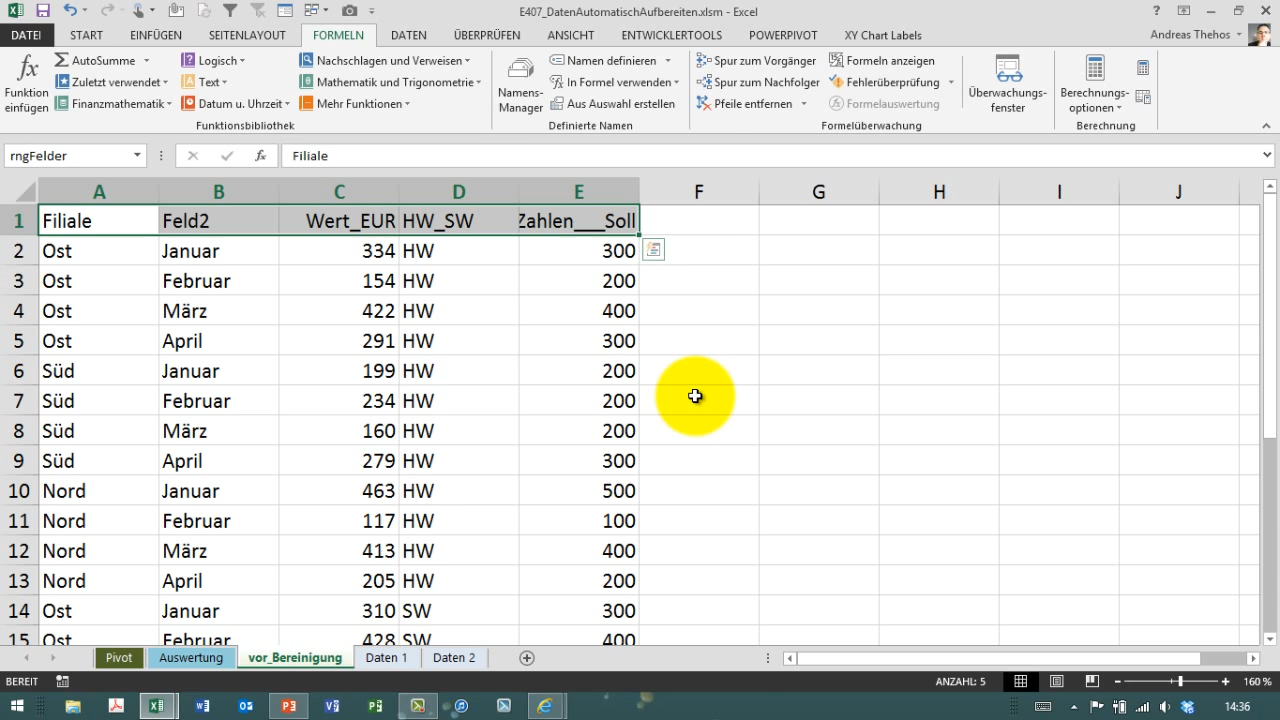 E407_DatenAutomatischAufbereiten.xlsm - Excel
DATEI START EINFÜGEN SEITENLAYOUT FORMELN DATEN ÜBERPRÜFEN ANSICHT ENTWICKLERTOOLS POWERPIVOT XY Chart Labels Andreas Thehos
Funktion einfügen
AutoSumme
Zuletzt verwendet
Finanzmathematik
Logisch
Text
Datum u. Uhrzeit
Nachschlagen und Verweisen
Mathematik und Trigonometrie
Mehr Funktionen
Funktionsbibliothek
Namens-Manager
Namen definieren
In Formel verwenden
Aus Auswahl erstellen
Definierte Namen
Spur zum Vorgänger
Spur zum Nachfolger
Pfeile entfernen
Formeln anzeigen
Fehlerüberprüfung
Formelauswertung
Formelüberwachung
Überwachungs-fenster
Berechnungs-optionen
Berechnung
rngFelder fx Filiale
A B C D E F G H I J
1 Filiale Feld2 Wert_EUR HW_SW Zahlen___Soll
2 Ost Januar 334 HW 300
3 Ost Februar 154 HW 200
4 Ost März 422 HW 400
5 Ost April 291 HW 300
6 Süd Januar 199 HW 200
7 Süd Februar 234 HW 200
8 Süd März 160 HW 200
9 Süd April 279 HW 300
10 Nord Januar 463 HW 500
11 Nord Februar 117 HW 100
12 Nord März 413 HW 400
13 Nord April 205 HW 200
14 Ost Januar 310 SW 300
15 Ost Februar 428 SW 400
Pivot Auswertung vor_Bereinigung Daten 1 Daten 2
BEREIT ANZAHL: 5 160 %
14:36